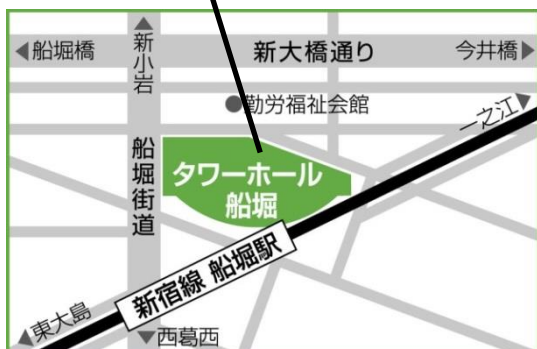 ◀船堀橋
▲新小岩
新大橋通り
今井橋▶
●勤労福祉会館
一之江▶
船堀街道
タワーホール
船堀
新宿線 船堀駅
◀東大島
▼西葛西